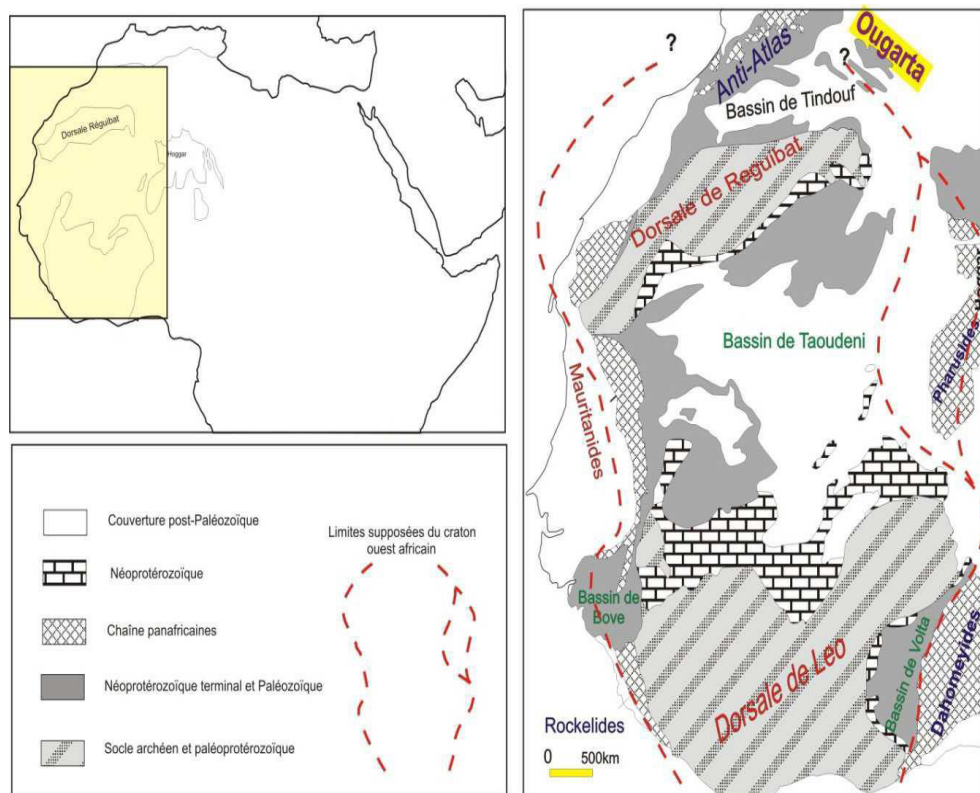 Dorsale Réguibat
Hoggar
Couverture post-Paléozoïque
Néoprotérozoïque
Chaîne panafricaines
Néoprotérozoïque terminal et Paléozoïque
Socle archéen et paléoprotérozoïque
Limites supposées du craton
ouest africain
?
Anti-Atlas
?
Ougarta
Bassin de Tindouf
Dorsale de Reguibat
Bassin de Taoudeni
Mauritanides
Pharusides
Bassin de
Bove
Dorsale de Leo
Bassin de Volta
Dahomeyides
Rockelides
0 500km